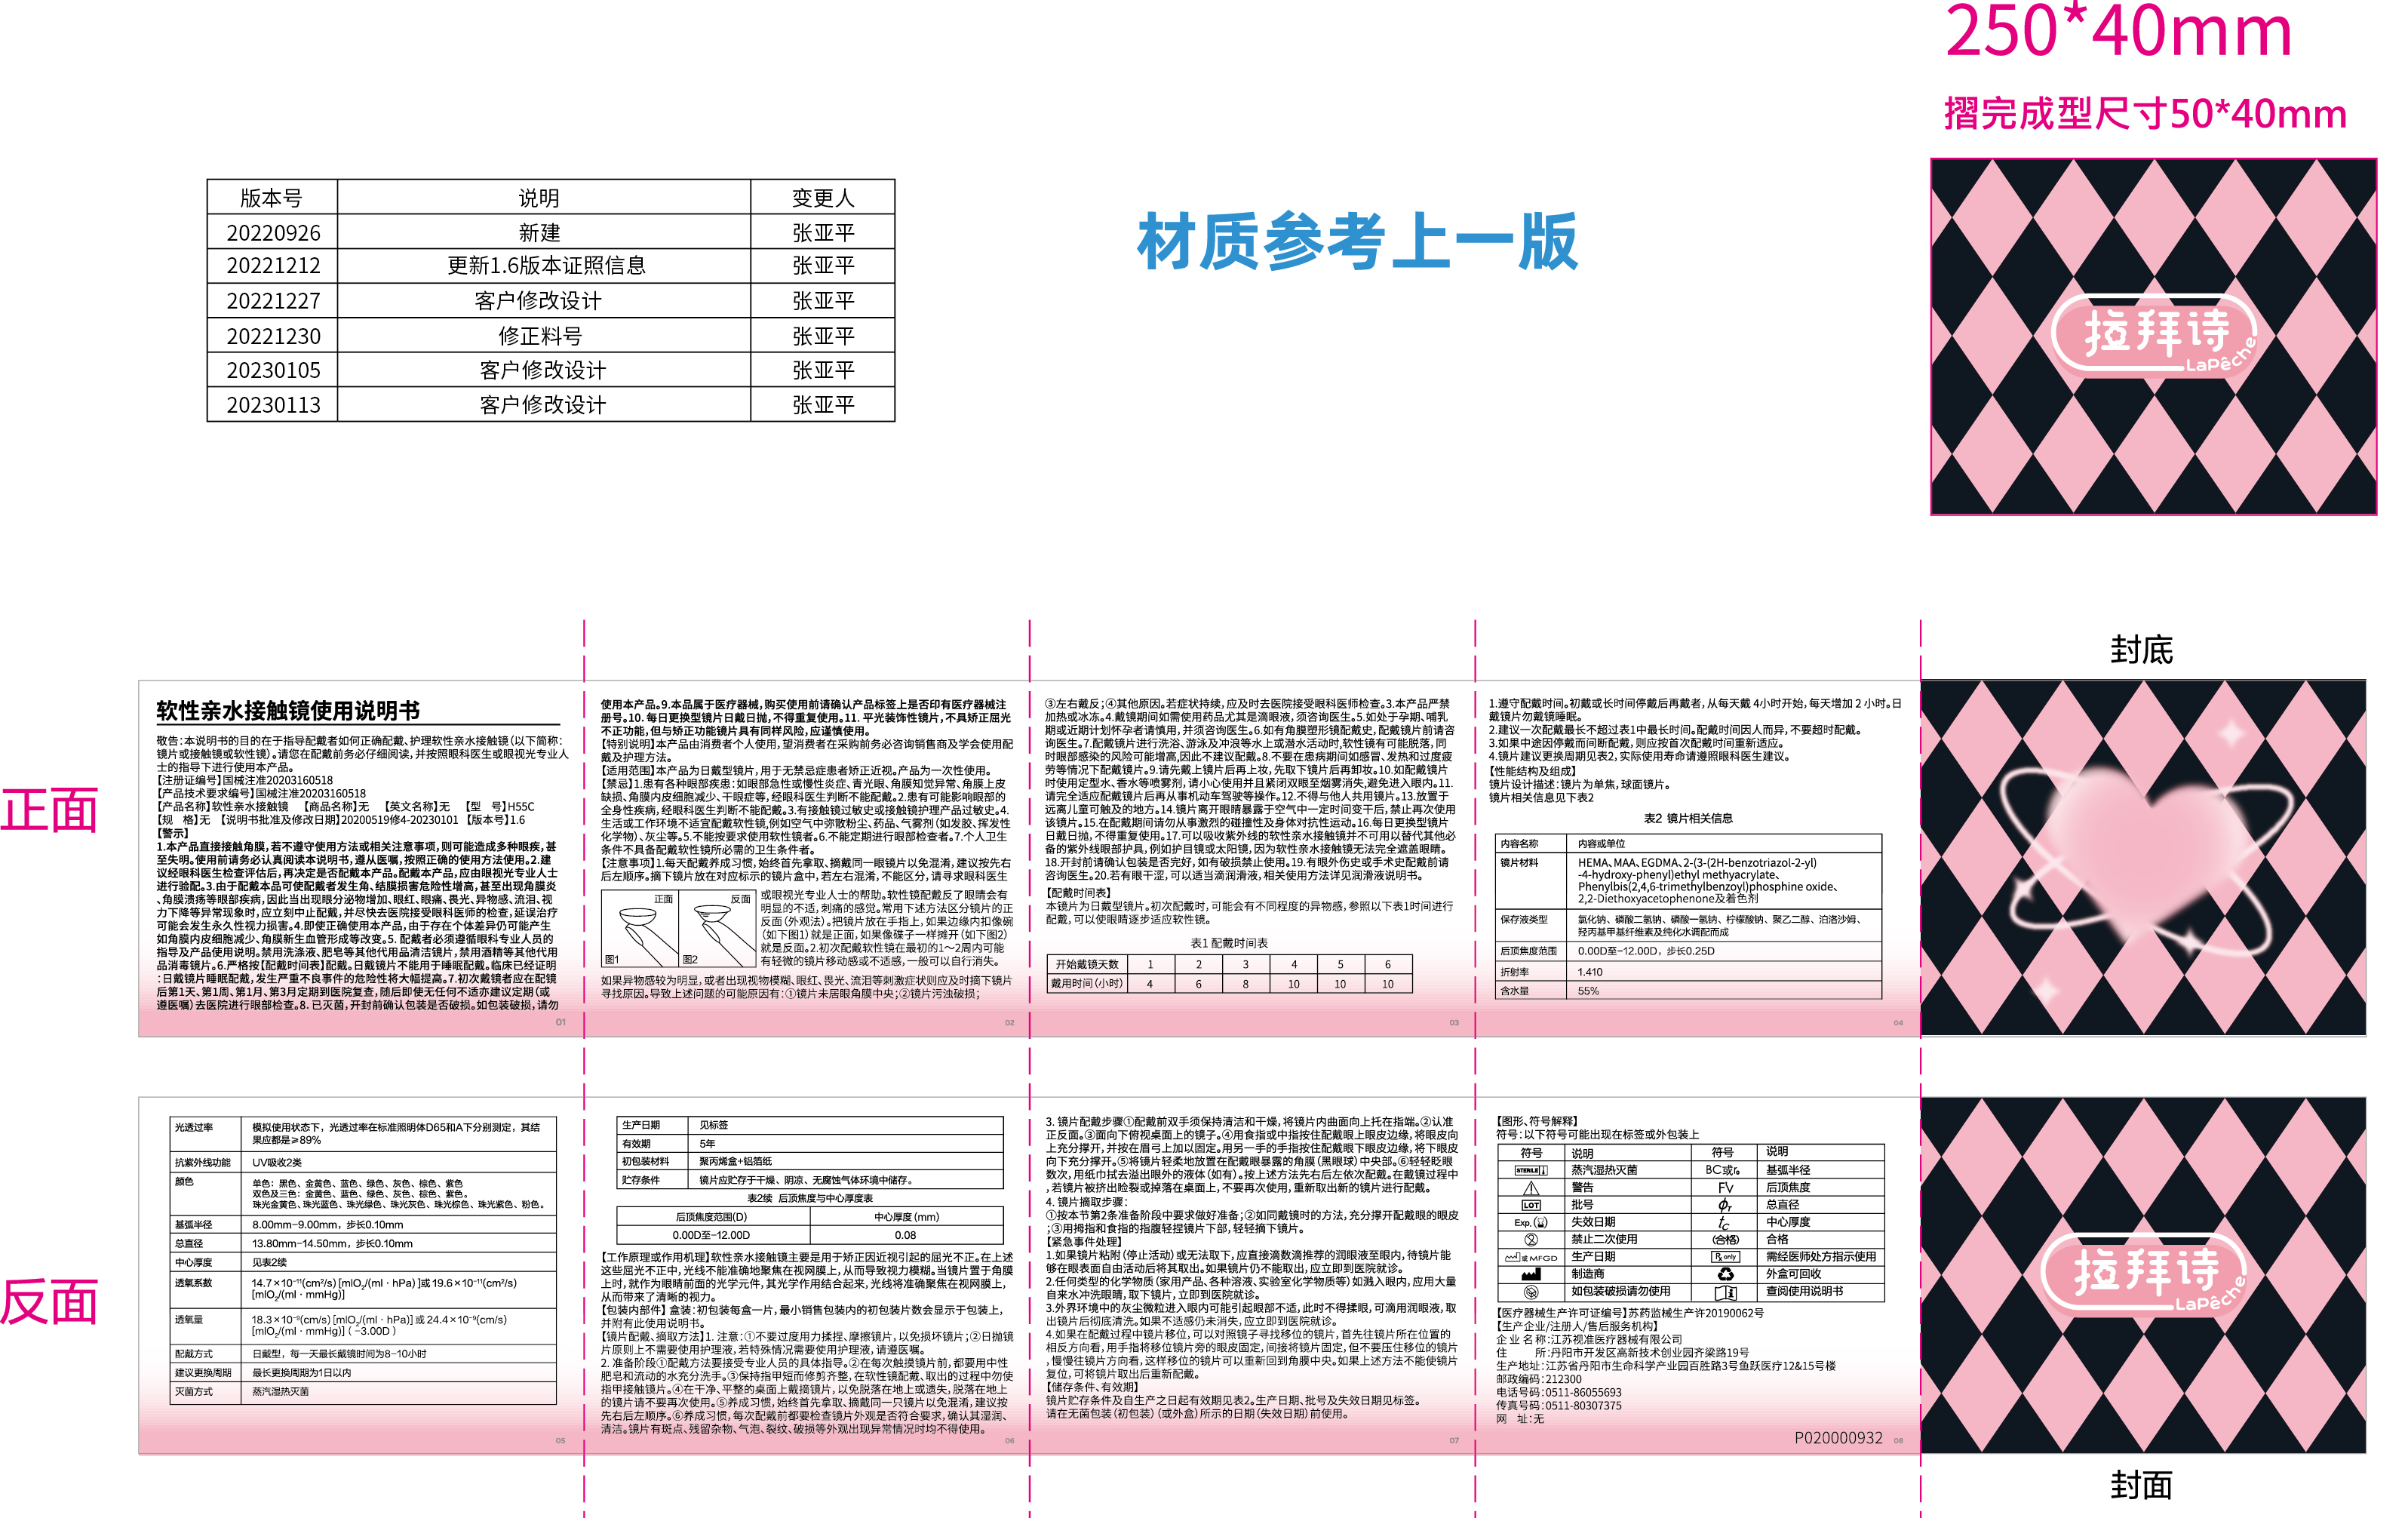 250*40mm
摺完成型尺寸50*40mm
版本号 说明 变更人
20220926 新建 张亚平
20221212 更新1.6版本证照信息 张亚平
20221227 客户修改设计 张亚平
20221230 修正料号 张亚平
20230105 客户修改设计 张亚平
20230113 客户修改设计 张亚平
材质参考上一版
拉拜诗
LaPêche
封底
正面
软性亲水接触镜使用说明书
敬告:本说明书的目的在于指导配戴者如何正确配戴、护理软性亲水接触镜(以下简称:
镜片或接触镜或软性镜)。请您在配戴前务必仔细阅读,并按照眼科医生或眼视光专业人
士的指导下进行使用本产品。
【注册证编号】国械注准20203160518
【产品技术要求编号】国械注准20203160518
【产品名称】软性亲水接触镜 【商品名称】无 【英文名称】无 【型 号】H55C
【规 格】无 【说明书批准及修改日期】20200519修4-20230101 【版本号】1.6
【警示】
1.本产品直接接触角膜,若不遵守使用方法或相关注意事项,则可能造成多种眼疾,甚
至失明。使用前请务必认真阅读本说明书,遵从医嘱,按照正确的使用方法使用。2.建
议经眼科医生检查评估后,再决定是否配戴本产品。配戴本产品,应由眼视光专业人士
进行验配。3.由于配戴本品可使配戴者发生角、结膜损害危险性增高,甚至出现角膜炎
、角膜溃疡等眼部疾病,因此当出现眼分泌物增加、眼红、眼痛、畏光、异物感、流泪、视
力下降等异常现象时,应立刻中止配戴,并尽快去医院接受眼科医师的检查,延误治疗
可能会发生永久性视力损害。4.即使正确使用本产品,由于存在个体差异仍可能产生
如角膜内皮细胞减少、角膜新生血管形成等改变。5. 配戴者必须遵循眼科专业人员的
指导及产品使用说明。禁用洗涤液、肥皂等其他代用品清洁镜片,禁用酒精等其他代用
品消毒镜片。6.严格按【配戴时间表】配戴。日戴镜片不能用于睡眠配戴。临床已经证明
:日戴镜片睡眠配戴,发生严重不良事件的危险性将大幅提高。7.初次戴镜者应在配镜
后第1天、第1周、第1月、第3月定期到医院复查,随后即使无任何不适亦建议定期(或
遵医嘱)去医院进行眼部检查。8.已灭菌,开封前确认包装是否破损。如包装破损,请勿
01
使用本产品。9.本品属于医疗器械,购买使用前请确认产品标签上是否印有医疗器械注
册号。10. 每日更换型镜片日戴日抛,不得重复使用。11. 平光装饰性镜片,不具矫正屈光
不正功能,但与矫正功能镜片具有同样风险,应谨慎使用。
【特别说明】本产品由消费者个人使用,望消费者在采购前务必咨询销售商及学会使用配
戴及护理方法。
【适用范围】本产品为日戴型镜片,用于无禁忌症患者矫正近视。产品为一次性使用。
【禁忌】1.患有各种眼部疾患:如眼部急性或慢性炎症、青光眼、角膜知觉异常、角膜上皮
缺损、角膜内皮细胞减少、干眼症等,经眼科医生判断不能配戴。2.患有可能影响眼部的
全身性疾病,经眼科医生判断不能配戴。3.有接触镜过敏史或接触镜护理产品过敏史。4.
生活或工作环境不适宜配戴软性镜,例如空气中弥散粉尘、药品、气雾剂(如发胶、挥发性
化学物)、灰尘等。5.不能按要求使用软性镜者。6.不能定期进行眼部检查者。7.个人卫生
条件不具备配戴软性镜所必需的卫生条件者。
【注意事项】1.每天配戴养成习惯,始终首先拿取、摘戴同一眼镜片以免混淆,建议按先右
后左顺序。摘下镜片放在对应标示的镜片盒中,若左右混淆,不能区分,请寻求眼科医生
正面 反面
图1 图2
或眼视光专业人士的帮助。软性镜配戴反了眼睛会有
明显的不适,刺痛的感觉。常用下述方法区分镜片的正
反面(外观法)。把镜片放在手指上,如果边缘内扣像碗
(如下图1)就是正面,如果像碟子一样摊开(如下图2)
就是反面。2.初次配戴软性镜在最初的1~2周内可能
有轻微的镜片移动感或不适感,一般可以自行消失。
如果异物感较为明显,或者出现视物模糊、眼红、畏光、流泪等刺激症状则应及时摘下镜片
寻找原因。导致上述问题的可能原因有:①镜片未居眼角膜中央;②镜片污浊破损;
02
③左右戴反;④其他原因。若症状持续,应及时去医院接受眼科医师检查。3.本产品严禁
加热或冰冻。4.戴镜期间如需使用药品尤其是滴眼液,须咨询医生。5.如处于孕期、哺乳
期或近期计划怀孕者请慎用,并须咨询医生。6.如有角膜塑形镜配戴史,配戴镜片前请咨
询医生。7.配戴镜片进行洗浴、游泳及冲浪等水上或潜水活动时,软性镜有可能脱落,同
时眼部感染的风险可能增高,因此不建议配戴。8.不要在患病期间如感冒、发热和过度疲
劳等情况下配戴镜片。9.请先戴上镜片后再上妆,先取下镜片后再卸妆。10.如配戴镜片
时使用定型水、香水等喷雾剂,请小心使用并且紧闭双眼至烟雾消失,避免进入眼内。11.
请完全适应配戴镜片后再从事机动车驾驶等操作。12.不得与他人共用镜片。13.放置于
远离儿童可触及的地方。14.镜片离开眼睛暴露于空气中一定时间变干后,禁止再次使用
该镜片。15.在配戴期间请勿从事激烈的碰撞性及身体对抗性运动。16.每日更换型镜片
日戴日抛,不得重复使用。17.可以吸收紫外线的软性亲水接触镜并不可用以替代其他必
备的紫外线眼部护具,例如护目镜或太阳镜,因为软性亲水接触镜无法完全遮盖眼睛。
18.开封前请确认包装是否完好,如有破损禁止使用。19.有眼外伤史或手术史配戴前请
咨询医生。20.若有眼干涩,可以适当滴润滑液,相关使用方法详见润滑液说明书。
【配戴时间表】
本镜片为日戴型镜片。初次配戴时,可能会有不同程度的异物感,参照以下表1时间进行
配戴,可以使眼睛逐步适应软性镜。
表1 配戴时间表
开始戴镜天数 1 2 3 4 5 6
戴用时间(小时) 4 6 8 10 10 10
03
1.遵守配戴时间。初戴或长时间停戴后再戴者,从每天戴 4小时开始,每天增加 2 小时。日
戴镜片勿戴镜睡眠。
2.建议一次配戴最长不超过表1中最长时间。配戴时间因人而异,不要超时配戴。
3.如果中途因停戴而间断配戴,则应按首次配戴时间重新适应。
4.镜片建议更换周期见表2,实际使用寿命请遵照眼科医生建议。
【性能结构及组成】
镜片设计描述:镜片为单焦,球面镜片。
镜片相关信息见下表2
表2 镜片相关信息
内容名称 内容或单位
镜片材料 HEMA、MAA、EGDMA、2-(3-(2H-benzotriazol-2-yl)
-4-hydroxy-phenyl)ethyl methyacrylate、
Phenylbis(2,4,6-trimethylbenzoyl)phosphine oxide、
2,2-Diethoxyacetophenone及着色剂
保存液类型 氯化钠、磷酸二氢钠、磷酸一氢钠、柠檬酸钠、聚乙二醇、泊洛沙姆、
羟丙基甲基纤维素及纯化水调配而成
后顶焦度范围 0.00D至-12.00D,步长0.25D
折射率 1.410
含水量 55%
04
反面
光透过率 模拟使用状态下,光透过率在标准照明体D65和A下分别测定,其结
果应都是≥89%
抗紫外线功能 UV吸收2类
颜色 单色:黑色、金黄色、蓝色、绿色、灰色、棕色、紫色
双色及三色:金黄色、蓝色、绿色、灰色、棕色、紫色。
珠光金黄色、珠光蓝色、珠光绿色、珠光灰色、珠光棕色、珠光紫色、粉色。
基弧半径 8.00mm-9.00mm,步长0.10mm
总直径 13.80mm-14.50mm,步长0.10mm
中心厚度 见表2续
透氧系数 14.7×10⁻¹¹(cm²/s) [mlO₂/(ml·hPa)] 或 19.6×10⁻¹¹(cm²/s)
[mlO₂/(ml·mmHg)]
透氧量 18.3×10⁻⁹(cm/s) [mlO₂/(ml·hPa)] 或 24.4×10⁻⁹(cm/s)
[mlO₂/(ml·mmHg)] ( -3.00D )
配戴方式 日戴型,每一天最长戴镜时间为8-10小时
建议更换周期 最长更换周期为1日以内
灭菌方式 蒸汽湿热灭菌
05
生产日期 见标签
有效期 5年
初包装材料 聚丙烯盒+铝箔纸
贮存条件 镜片应贮存于干燥、阴凉、无腐蚀气体环境中储存。
表2续 后顶焦度与中心厚度表
后顶焦度范围(D) 中心厚度 (mm)
0.00D至-12.00D 0.08
【工作原理或作用机理】软性亲水接触镜主要是用于矫正因近视引起的屈光不正。在上述
这些屈光不正中,光线不能准确地聚焦在视网膜上,从而导致视力模糊。当镜片置于角膜
上时,就作为眼睛前面的光学元件,其光学作用结合起来,光线将准确聚焦在视网膜上,
从而带来了清晰的视力。
【包装内部件】 盒装:初包装每盒一片,最小销售包装内的初包装片数会显示于包装上,
并附有此使用说明书。
【镜片配戴、摘取方法】1. 注意:①不要过度用力揉捏、摩擦镜片,以免损坏镜片;②日抛镜
片原则上不需要使用护理液,若特殊情况需要使用护理液,请遵医嘱。
2. 准备阶段①配戴方法要接受专业人员的具体指导。②在每次触摸镜片前,都要用中性
肥皂和流动的水充分洗手。③保持指甲短而修剪齐整,在软性镜配戴、取出的过程中勿使
指甲接触镜片。④在干净、平整的桌面上戴摘镜片,以免脱落在地上或遗失,脱落在地上
的镜片请不要再次使用。⑤养成习惯,始终首先拿取、摘戴同一只镜片以免混淆,建议按
先右后左顺序。⑥养成习惯,每次配戴前都要检查镜片外观是否符合要求,确认其湿润、
清洁。镜片有斑点、残留杂物、气泡、裂纹、破损等外观出现异常情况时均不得使用。
06
3. 镜片配戴步骤①配戴前双手须保持清洁和干燥,将镜片内曲面向上托在指端。②认准
正反面。③面向下俯视桌面上的镜子。④用食指或中指按住配戴眼上眼皮边缘,将眼皮向
上充分撑开,并按在眉弓上加以固定。用另一手的手指按住配戴眼下眼皮边缘,将下眼皮
向下充分撑开。⑤将镜片轻柔地放置在配戴眼暴露的角膜(黑眼球)中央部。⑥轻轻眨眼
数次,用纸巾拭去溢出眼外的液体(如有)。按上述方法先右后左依次配戴。在戴镜过程中
,若镜片被挤出睑裂或掉落在桌面上,不要再次使用,重新取出新的镜片进行配戴。
4. 镜片摘取步骤:
①按本节第2条准备阶段中要求做好准备;②如同戴镜时的方法,充分撑开配戴眼的眼皮
;③用拇指和食指的指腹轻捏镜片下部,轻轻摘下镜片。
【紧急事件处理】
1.如果镜片粘附(停止活动)或无法取下,应直接滴数滴推荐的润眼液至眼内,待镜片能
够在眼表面自由活动后将其取出。如果镜片仍不能取出,应立即到医院就诊。
2.任何类型的化学物质(家用产品、各种溶液、实验室化学物质等)如溅入眼内,应用大量
自来水冲洗眼睛,取下镜片,立即到医院就诊。
3.外界环境中的灰尘微粒进入眼内可能引起眼部不适,此时不得揉眼,可滴用润眼液,取
出镜片后彻底清洗。如果不适感仍未消失,应立即到医院就诊。
4.如果在配戴过程中镜片移位,可以对照镜子寻找移位的镜片,首先往镜片所在位置的
相反方向看,用手指将移位镜片旁的眼皮固定,间接将镜片固定,但不要压住移位的镜片
,慢慢往镜片方向看,这样移位的镜片可以重新回到角膜中央。如果上述方法不能使镜片
复位,可将镜片取出后重新配戴。
【储存条件、有效期】
镜片贮存条件及自生产之日起有效期见表2。生产日期、批号及失效日期见标签。
请在无菌包装(初包装)(或外盒)所示的日期(失效日期)前使用。
07
【图形、符号解释】
符号:以下符号可能出现在标签或外包装上
符号 说明 符号 说明
STERILE 蒸汽湿热灭菌 BC或r₀ 基弧半径
警告 FV 后顶焦度
LOT 批号 ϕT 总直径
Exp. 失效日期 tC 中心厚度
② 禁止二次使用 (合格) 合格
或 MFGD 生产日期 Rx only 需经医师处方指示使用
制造商 外盒可回收
如包装破损请勿使用 查阅使用说明书
【医疗器械生产许可证编号】苏药监械生产许20190062号
【生产企业/注册人/售后服务机构】
企 业 名 称:江苏视准医疗器械有限公司
住 所:丹阳市开发区高新技术创业园齐梁路19号
生产地址:江苏省丹阳市生命科学产业园百胜路3号鱼跃医疗12&15号楼
邮政编码:212300
电话号码:0511-86055693
传真号码:0511-80307375
网 址:无
P020000932 08
拉拜诗
LaPêche
封面